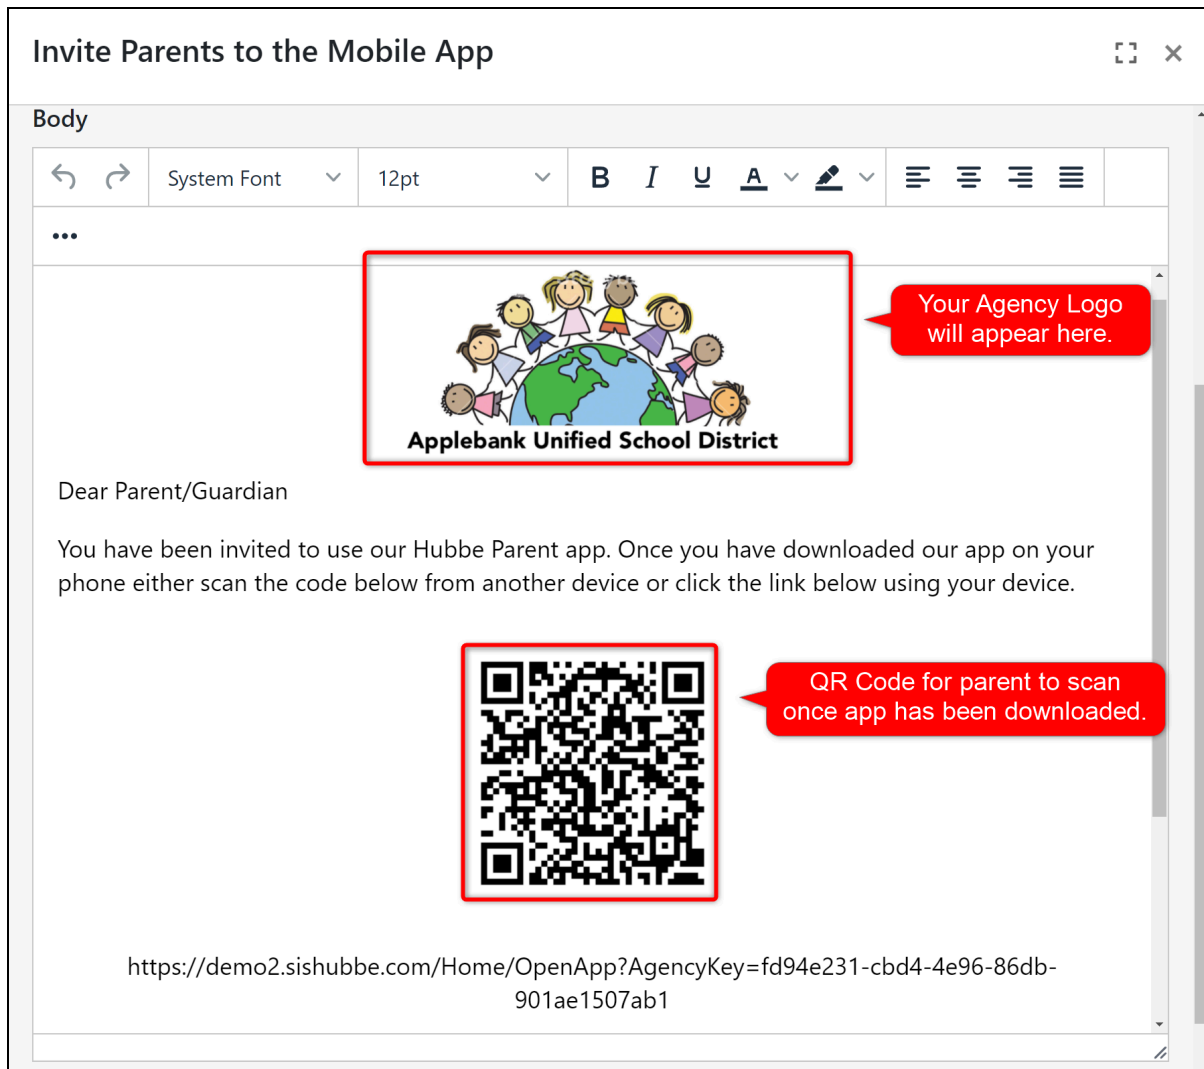 Invite Parents to the Mobile App
Body
System Font
12pt
B I U A
Your Agency Logo
will appear here.
Applebank Unified School District
Dear Parent/Guardian
You have been invited to use our Hubbe Parent app. Once you have downloaded our app on your
phone either scan the code below from another device or click the link below using your device.
QR Code for parent to scan
once app has been downloaded.
https://demo2.sishubbe.com/Home/OpenApp?AgencyKey=fd94e231-cbd4-4e96-86db-
901ae1507ab1